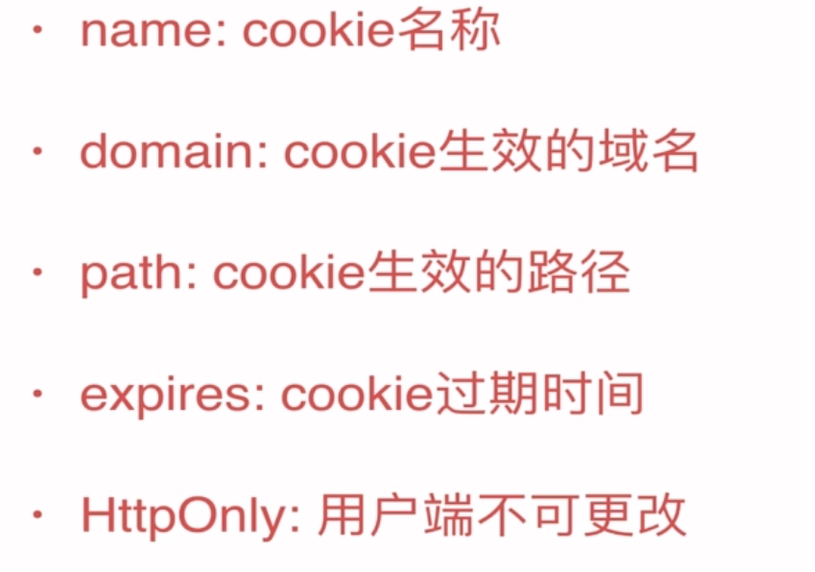 · name: cookie名称
· domain: cookie生效的域名
· path: cookie生效的路径
· expires: cookie过期时间
· HttpOnly: 用户端不可更改